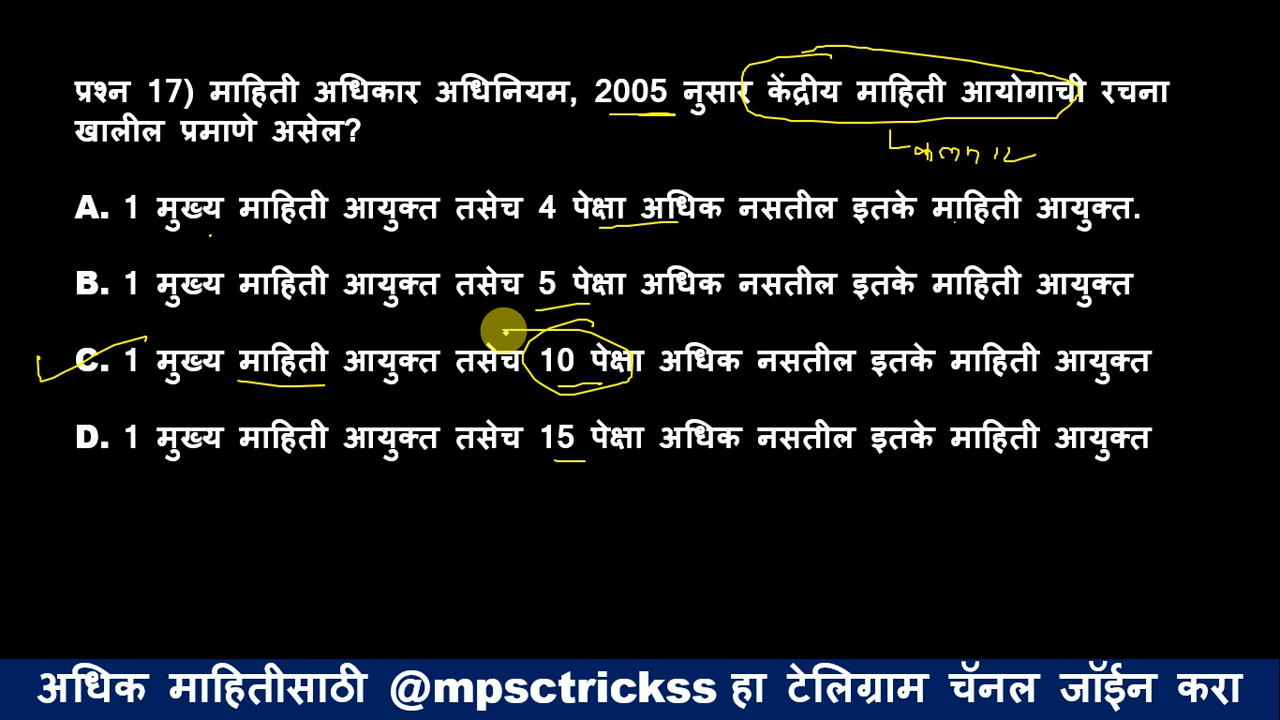 प्रश्न 17) माहिती अधिकार अधिनियम, 2005 नुसार केंद्रीय माहिती आयोगाची रचना
खालील प्रमाणे असेल?
कलम 12
A. 1 मुख्य माहिती आयुक्त तसेच 4 पेक्षा अधिक नसतील इतके माहिती आयुक्त.
B. 1 मुख्य माहिती आयुक्त तसेच 5 पेक्षा अधिक नसतील इतके माहिती आयुक्त
C. 1 मुख्य माहिती आयुक्त तसेच 10 पेक्षा अधिक नसतील इतके माहिती आयुक्त
D. 1 मुख्य माहिती आयुक्त तसेच 15 पेक्षा अधिक नसतील इतके माहिती आयुक्त
अधिक माहितीसाठी @mpsctrickss हा टेलिग्राम चॅनल जॉईन करा